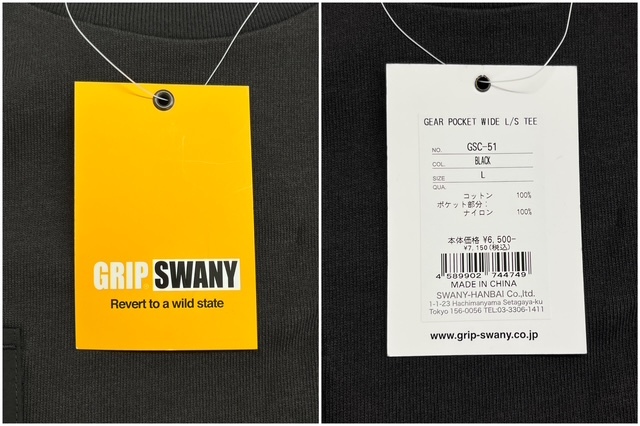 GRIP SWANY
Revert to a wild state
GEAR POCKET WIDE L/S TEE
NO. GSC-51
COL. BLACK
SIZE L
QUA.
コットン 100%
ポケット部分：
ナイロン 100%
本体価格 ¥6,500-
¥7,150(税込)
4 589902 744749
MADE IN CHINA
SWANY-HANBAI Co.,ltd.
1-1-23 Hachimanyama Setagaya-ku
Tokyo 156-0056 TEL:03-3306-1411
www.grip-swany.co.jp